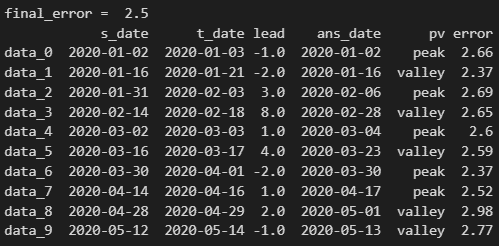 final_error =  2.5
            s_date      t_date lead    ans_date      pv error
data_0  2020-01-02  2020-01-03 -1.0  2020-01-02    peak  2.66
data_1  2020-01-16  2020-01-21 -2.0  2020-01-16  valley  2.37
data_2  2020-01-31  2020-02-03  3.0  2020-02-06    peak  2.69
data_3  2020-02-14  2020-02-18  8.0  2020-02-28  valley  2.65
data_4  2020-03-02  2020-03-03  1.0  2020-03-04    peak   2.6
data_5  2020-03-16  2020-03-17  4.0  2020-03-23  valley  2.59
data_6  2020-03-30  2020-04-01 -2.0  2020-03-30    peak  2.37
data_7  2020-04-14  2020-04-16  1.0  2020-04-17    peak  2.52
data_8  2020-04-28  2020-04-29  2.0  2020-05-01  valley  2.98
data_9  2020-05-12  2020-05-14 -1.0  2020-05-13  valley  2.77